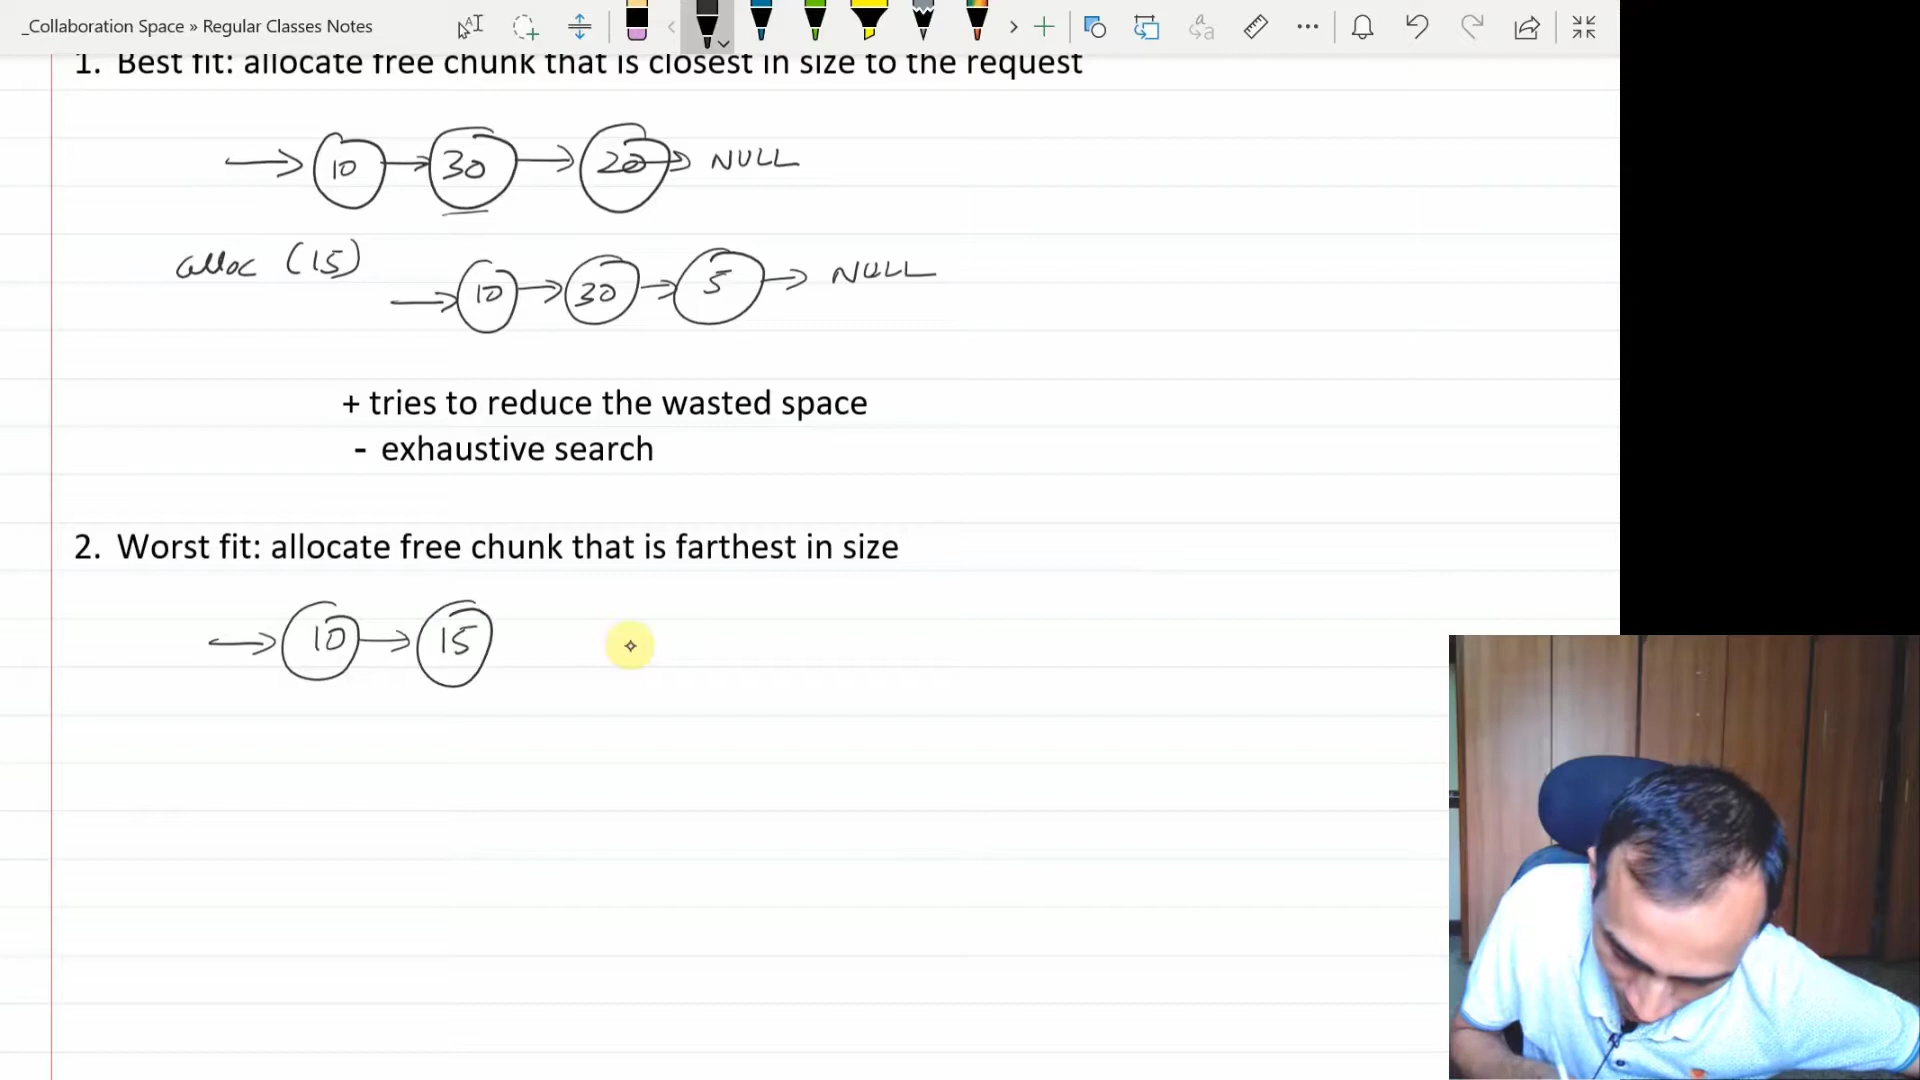 _Collaboration Space » Regular Classes Notes
1. Best fit: allocate free chunk that is closest in size to the request
10 30 20 NULL
alloc (15)
10 30 5 NULL
+ tries to reduce the wasted space
- exhaustive search
2. Worst fit: allocate free chunk that is farthest in size
10 15